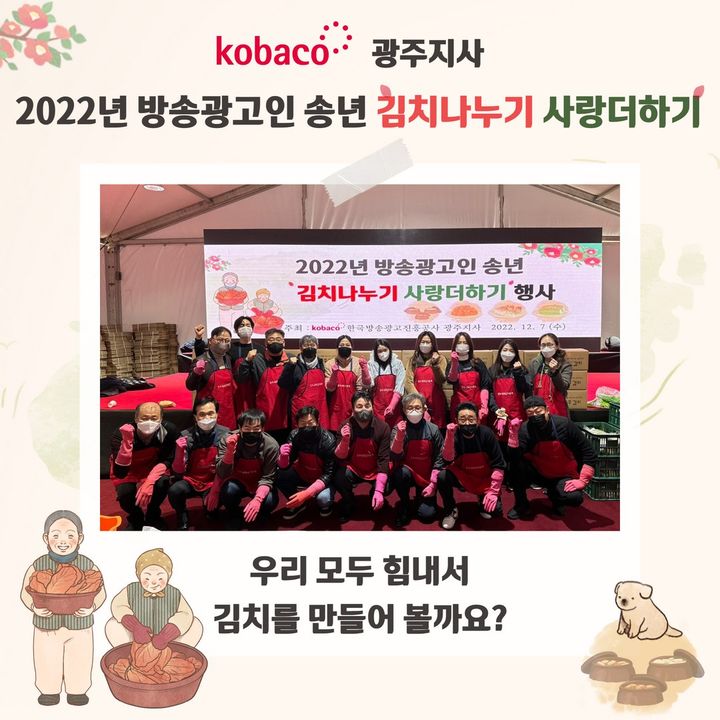 kobaco 광주지사
2022년 방송광고인 송년 김치나누기 사랑더하기
2022년 방송광고인 송년
김치나누기 사랑더하기 행사
주최 : kobaco 한국방송광고진흥공사 광주지사 2022. 12. 7 (수)
우리 모두 힘내서
김치를 만들어 볼까요?